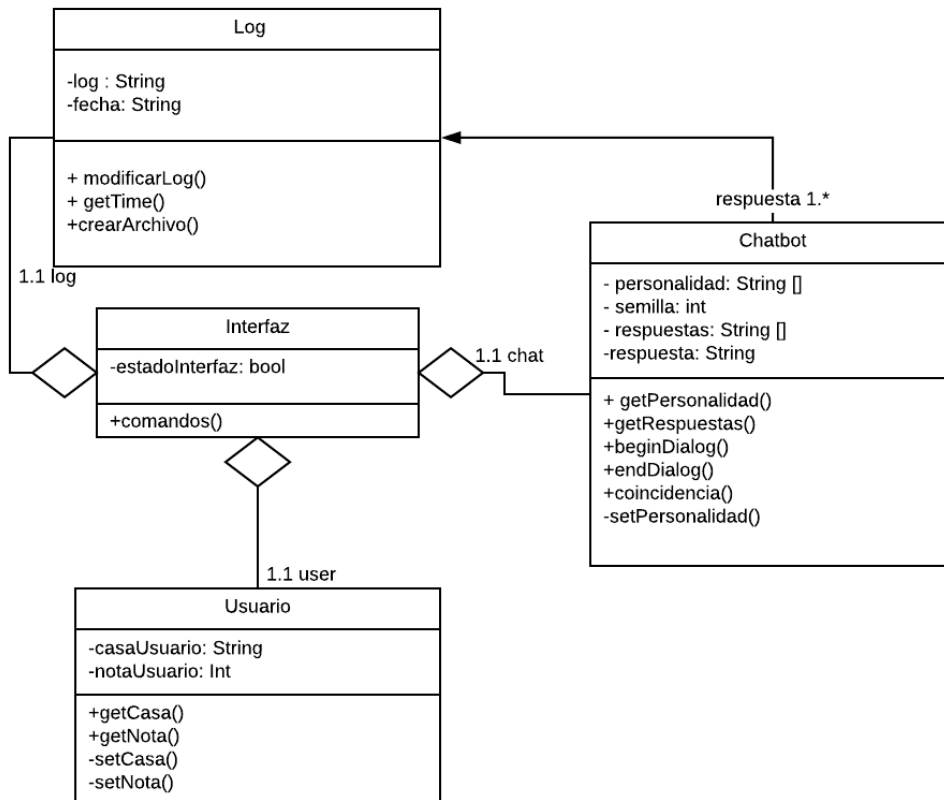 Log
-log : String
-fecha: String
+ modificarLog()
+ getTime()
+crearArchivo()
1.1 log
respuesta 1.*
Chatbot
- personalidad: String []
- semilla: int
- respuestas: String []
-respuesta: String
+ getPersonalidad()
+getRespuestas()
+beginDialog()
+endDialog()
+coincidencia()
-setPersonalidad()
Interfaz
-estadoInterfaz: bool
+comandos()
1.1 chat
1.1 user
Usuario
-casaUsuario: String
-notaUsuario: Int
+getCasa()
+getNota()
-setCasa()
-setNota()